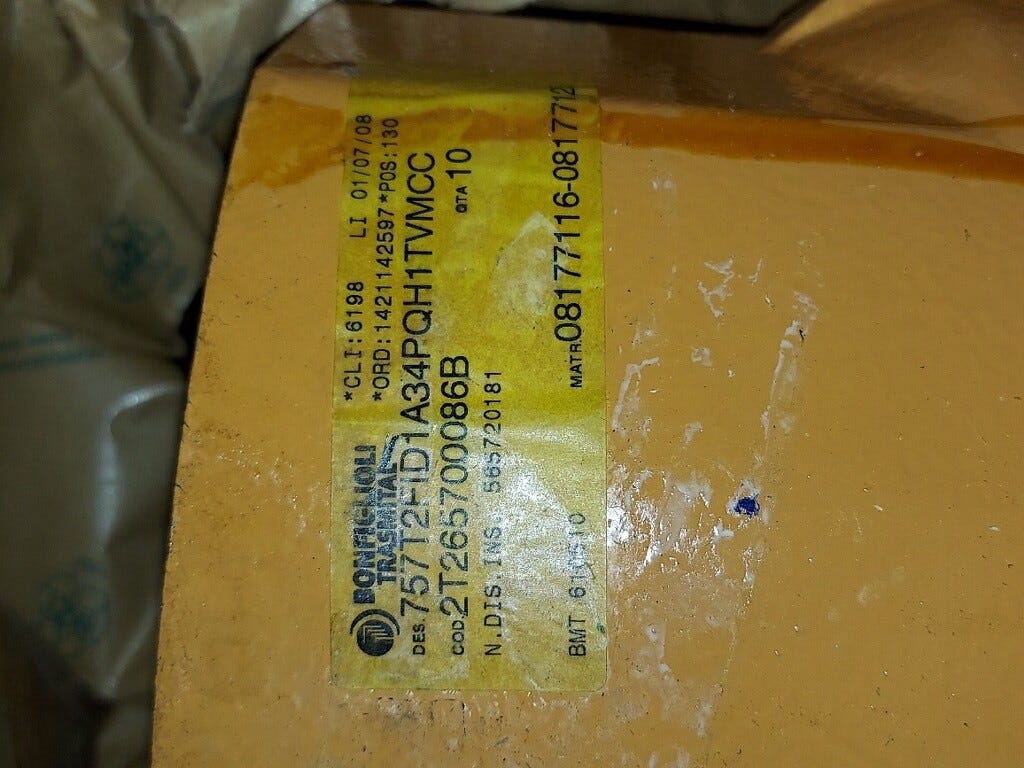 *CLI:6198 LI 01/07/08
*ORD:1421142597*POS:130
BONFIGLIOLI
TRASMITAL
DES.757T2FID1A34PQH1TVMCC
COD.2T265700086B QTA 10
N.DIS.INS. 565720181
BMT MATR.08177116-0817712